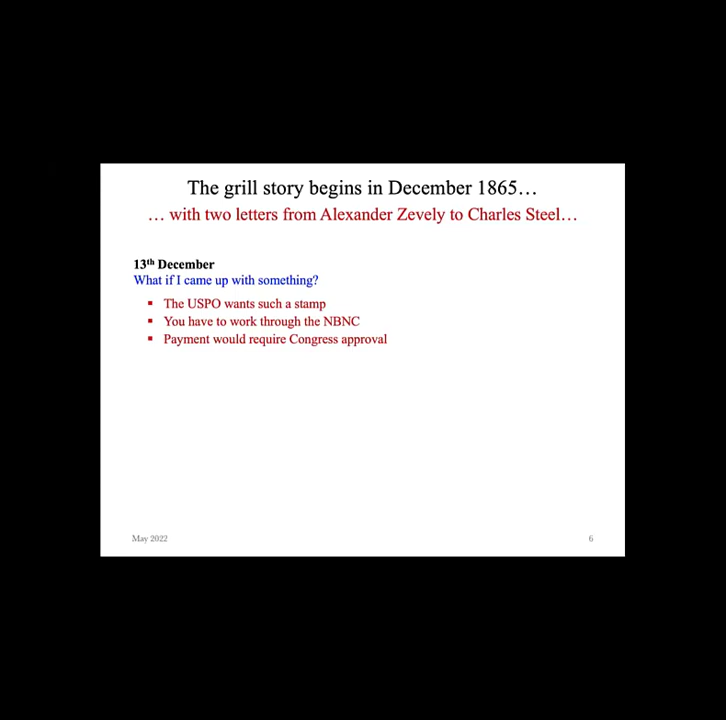 The grill story begins in December 1865…
… with two letters from Alexander Zevely to Charles Steel…
13th December
What if I came up with something?
▪ The USPO wants such a stamp
▪ You have to work through the NBNC
▪ Payment would require Congress approval
May 2022
6